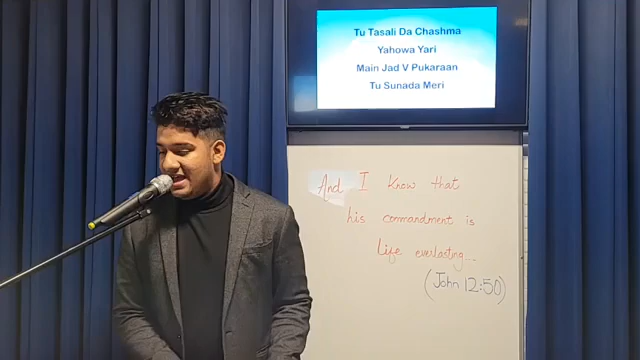 Tu Tasali Da Chashma
Yahowa Yari
Main Jad V Pukaraan
Tu Sunada Meri
And I know that
his commandment is
life everlasting...
(John 12:50)